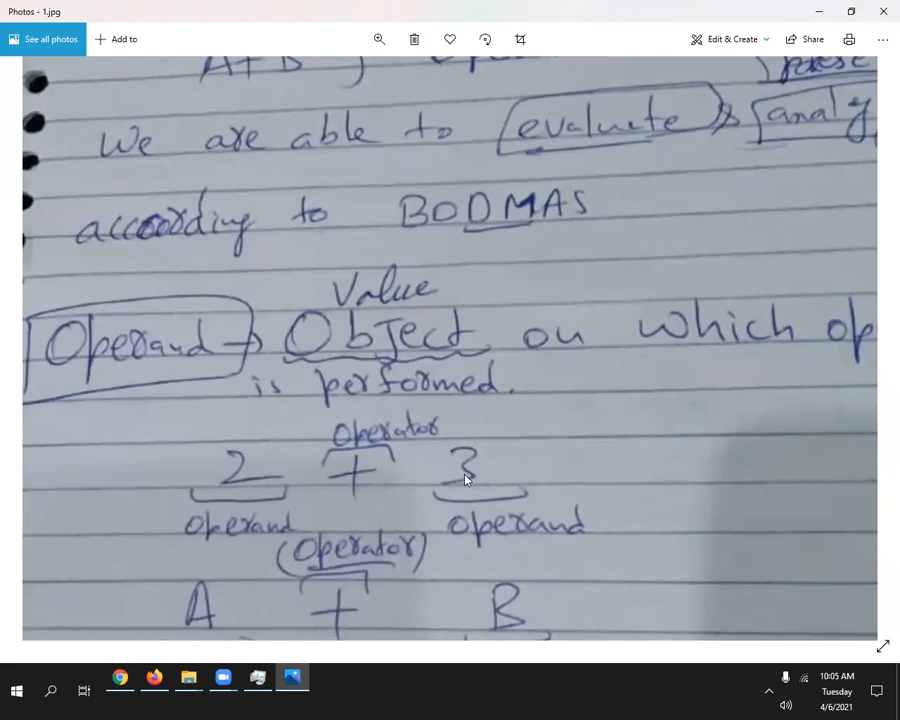 Photos - 1.jpg
See all photos
Add to
Edit & Create
Share
A+B
We are able to evaluate & analy
according to BODMAS
Value
Operand → Object on which op
is performed.
Operator
2 + 3
operand operand
(Operator)
A + B
10:05 AM
Tuesday
4/6/2021